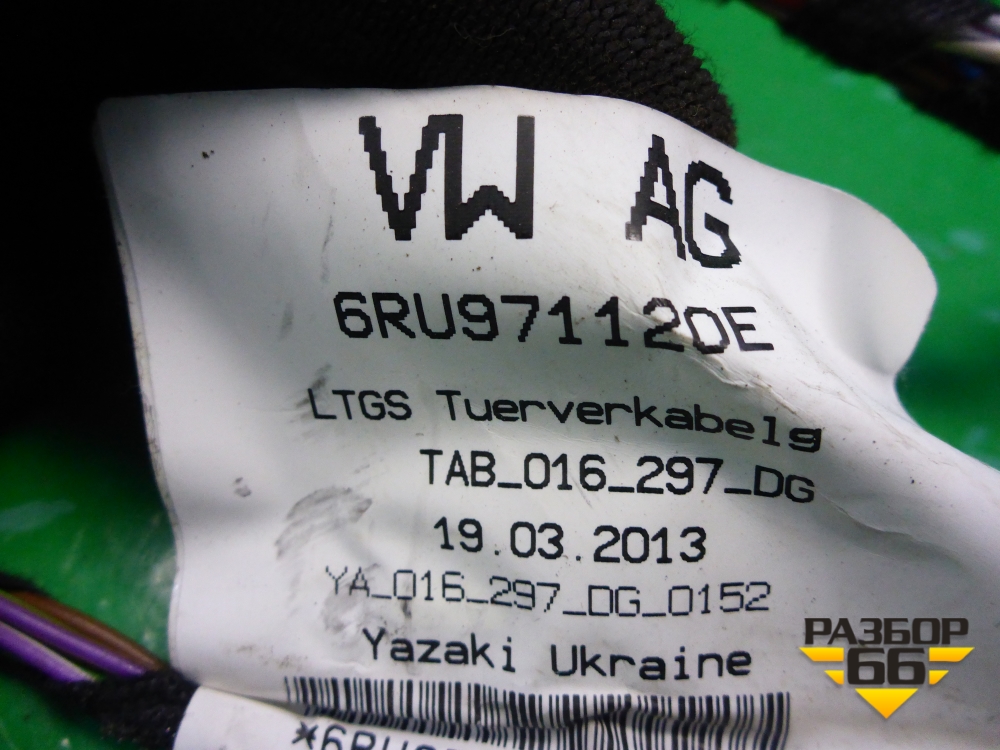 VW AG
6RU971120E
LTGS Tuerverkabelg
TAB_016_297_DG
19.03.2013
YA_016_297_DG_0152
Yazaki Ukraine
РАЗБОР
66